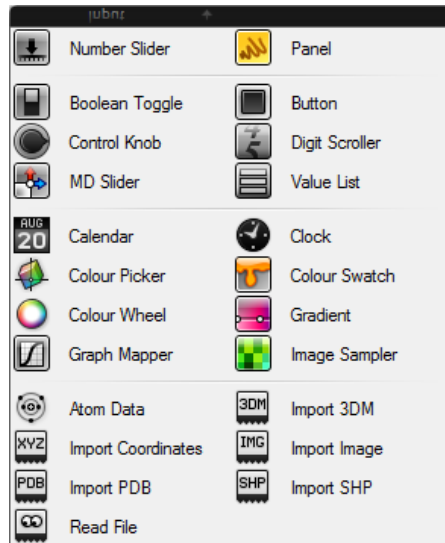 Input
Number Slider Panel
Boolean Toggle Button
Control Knob Digit Scroller
MD Slider Value List
AUG
20 Calendar Clock
Colour Picker Colour Swatch
Colour Wheel Gradient
Graph Mapper Image Sampler
Atom Data 3DM Import 3DM
XYZ Import Coordinates IMG Import Image
PDB Import PDB SHP Import SHP
Read File